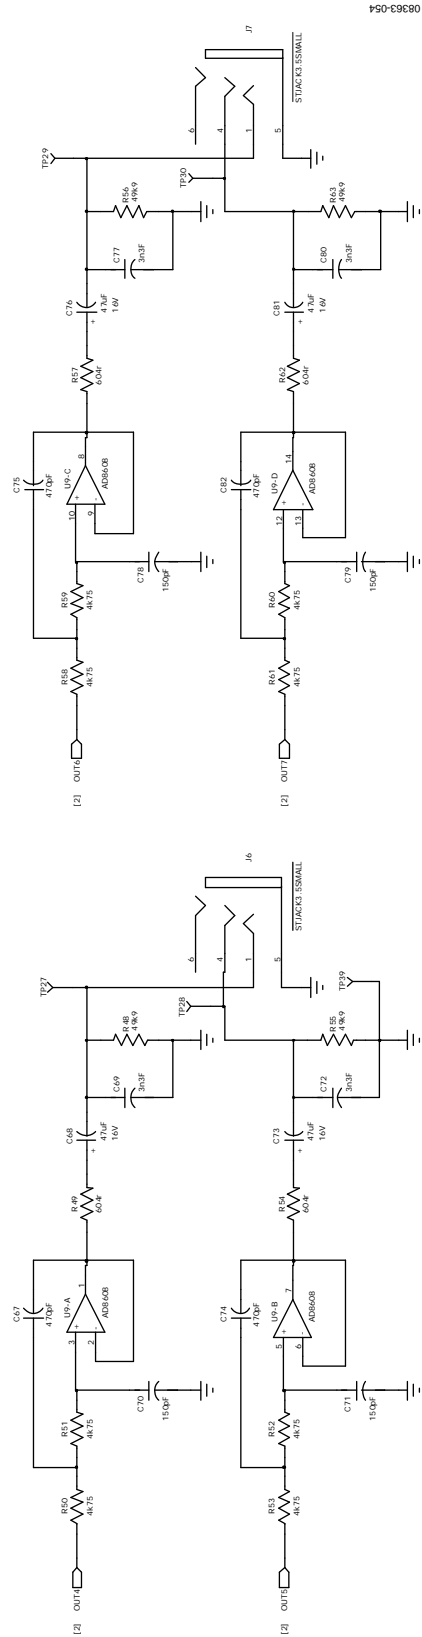 08363-054
J7
STJACK3.5SMALL
6
4
1
5
TP29
TP30
R56
49k9
R63
49k9
C77
3n3F
C80
3n3F
C76
47uF
16V
+
C81
47uF
16V
+
R57
604r
R62
604r
C75
470pF
U9-C
AD8608
8
10
9
+
-
C82
470pF
U9-D
AD8608
14
12
13
+
-
C78
150pF
C79
150pF
R59
4k75
R60
4k75
R58
4k75
R61
4k75
OUT6
[2]
OUT7
[2]
J6
STJACK3.5SMALL
6
4
1
5
TP27
TP28
TP39
R48
49k9
R55
49k9
C69
3n3F
C72
3n3F
C68
47uF
16V
+
C73
47uF
16V
+
R49
604r
R54
604r
C67
470pF
U9-A
AD8608
1
3
2
+
-
C74
470pF
U9-B
AD8608
7
5
6
+
-
C70
150pF
C71
150pF
R51
4k75
R52
4k75
R50
4k75
R53
4k75
OUT4
[2]
OUT5
[2]